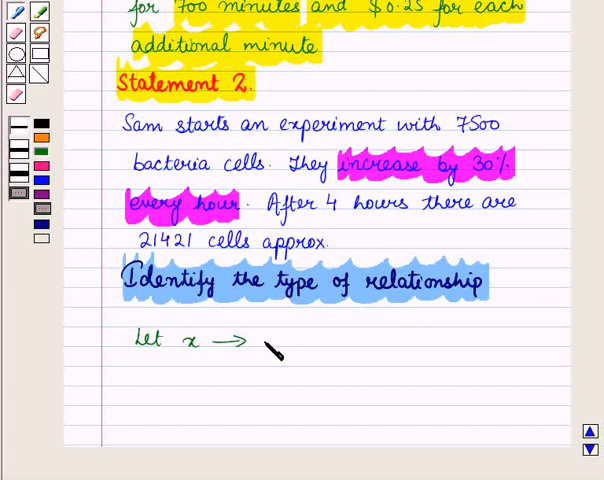 for 700 minutes and $0.25 for each
additional minute
Statement 2.
Sam starts an experiment with 7500
bacteria cells. They increase by 30%
every hour. After 4 hours there are
21421 cells approx.
Identify the type of relationship
Let x →